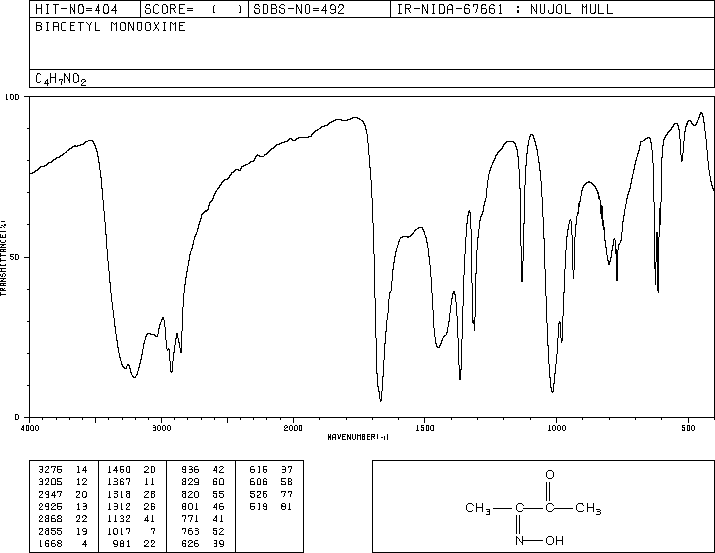 HIT-NO=404 SCORE= ( ) SDBS-NO=492 IR-NIDA-67661 : NUJOL MULL
BIACETYL MONOOXIME
C4H7NO2
100
50
0
TRANSMITTANCE(%)
4000 3000 2000 1500 1000 500
WAVENUMBER(-1)
3275 14 1460 20 936 42 616 37
3205 12 1367 11 829 60 606 58
2947 20 1318 28 820 55 526 77
2925 13 1312 26 801 46 519 81
2868 22 1132 41 771 41
2855 19 1017 7 763 52
1668 4 981 22 626 39
O
CH3 C C CH3
N OH